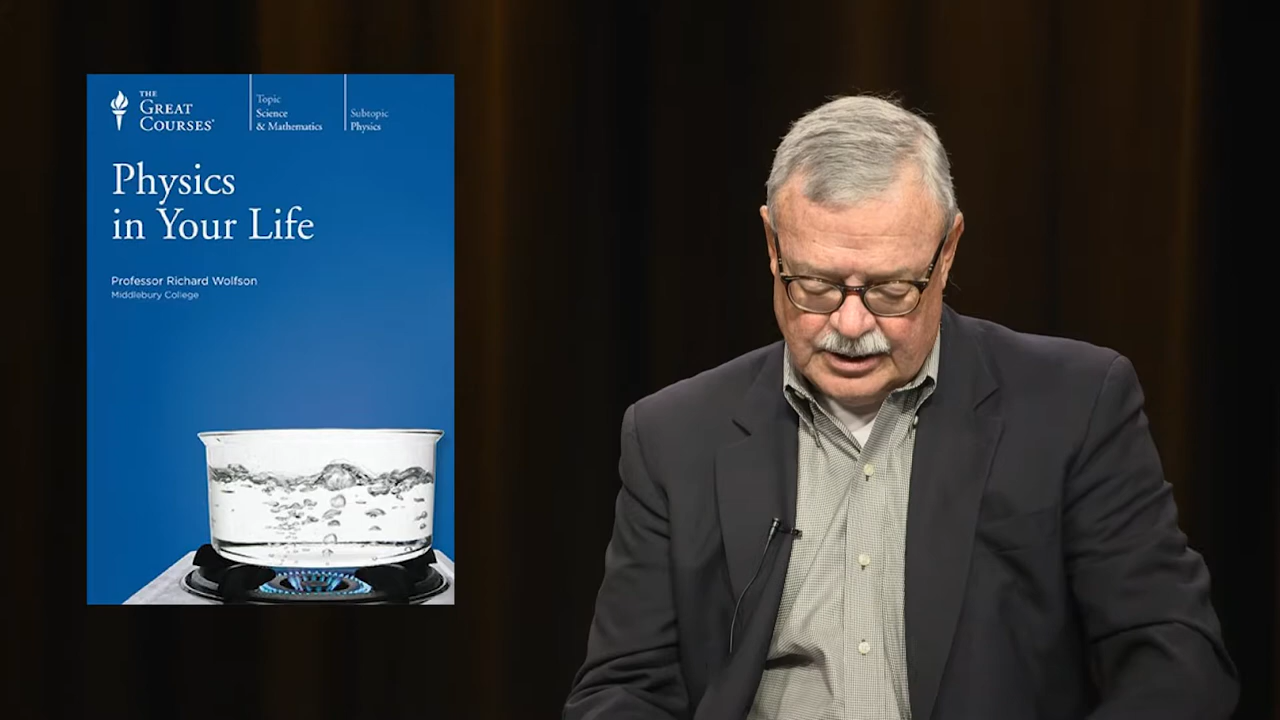 THE
GREAT
COURSES®
Topic
Science
& Mathematics
Subtopic
Physics
Physics
in Your Life
Professor Richard Wolfson
Middlebury College